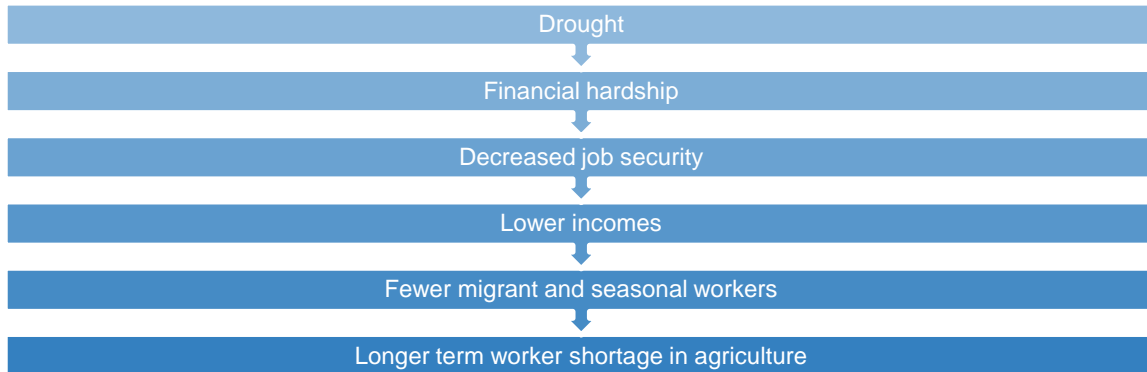 Drought
Financial hardship
Decreased job security
Lower incomes
Fewer migrant and seasonal workers
Longer term worker shortage in agriculture